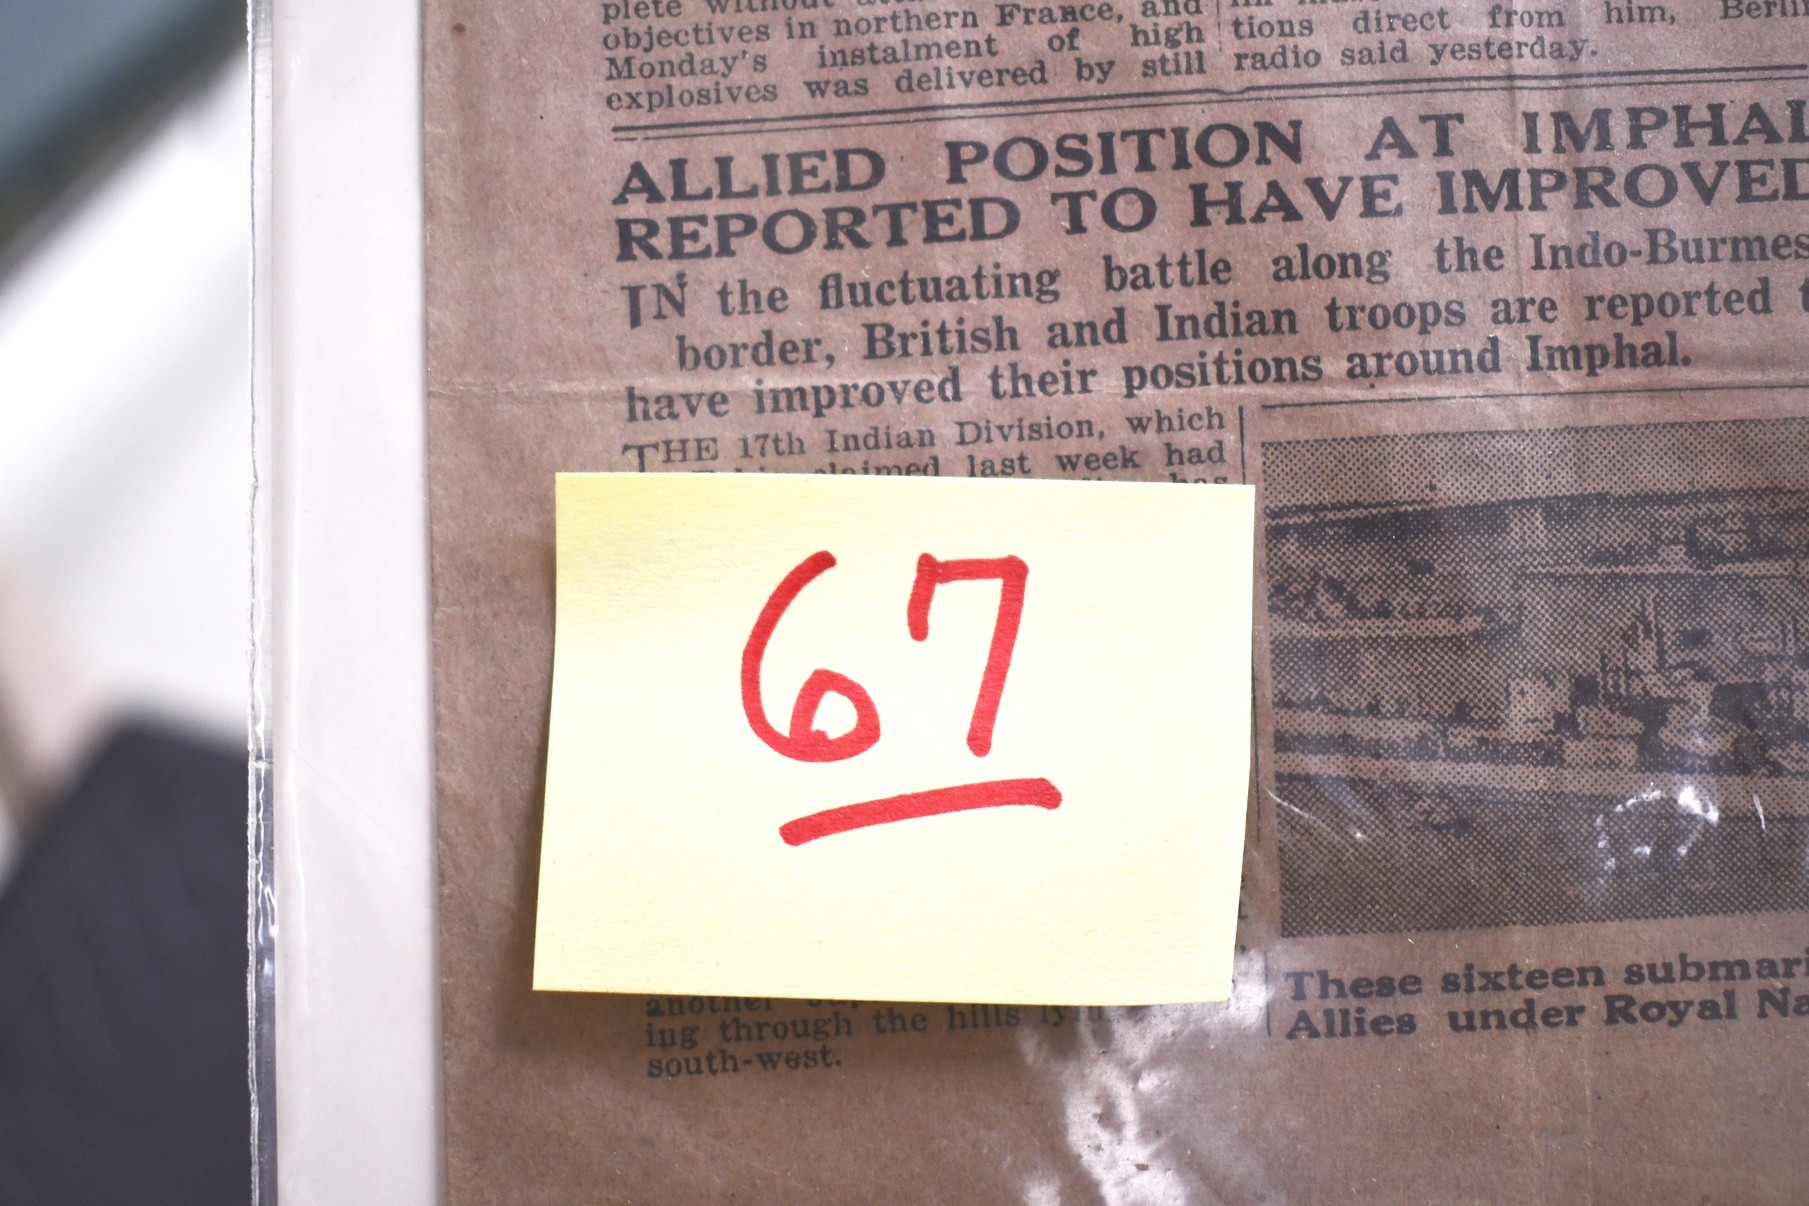 plete without
objectives in northern France, and
Monday's instalment of high
explosives was delivered by still
tions direct from him, Berlin
radio said yesterday.
ALLIED POSITION AT IMPHAL
REPORTED TO HAVE IMPROVED
IN the fluctuating battle along the Indo-Burmes
border, British and Indian troops are reported t
have improved their positions around Imphal.
THE 17th Indian Division, which
claimed last week had
has
67
another
ing through the hills
south-west.
These sixteen submari
Allies under Royal Na